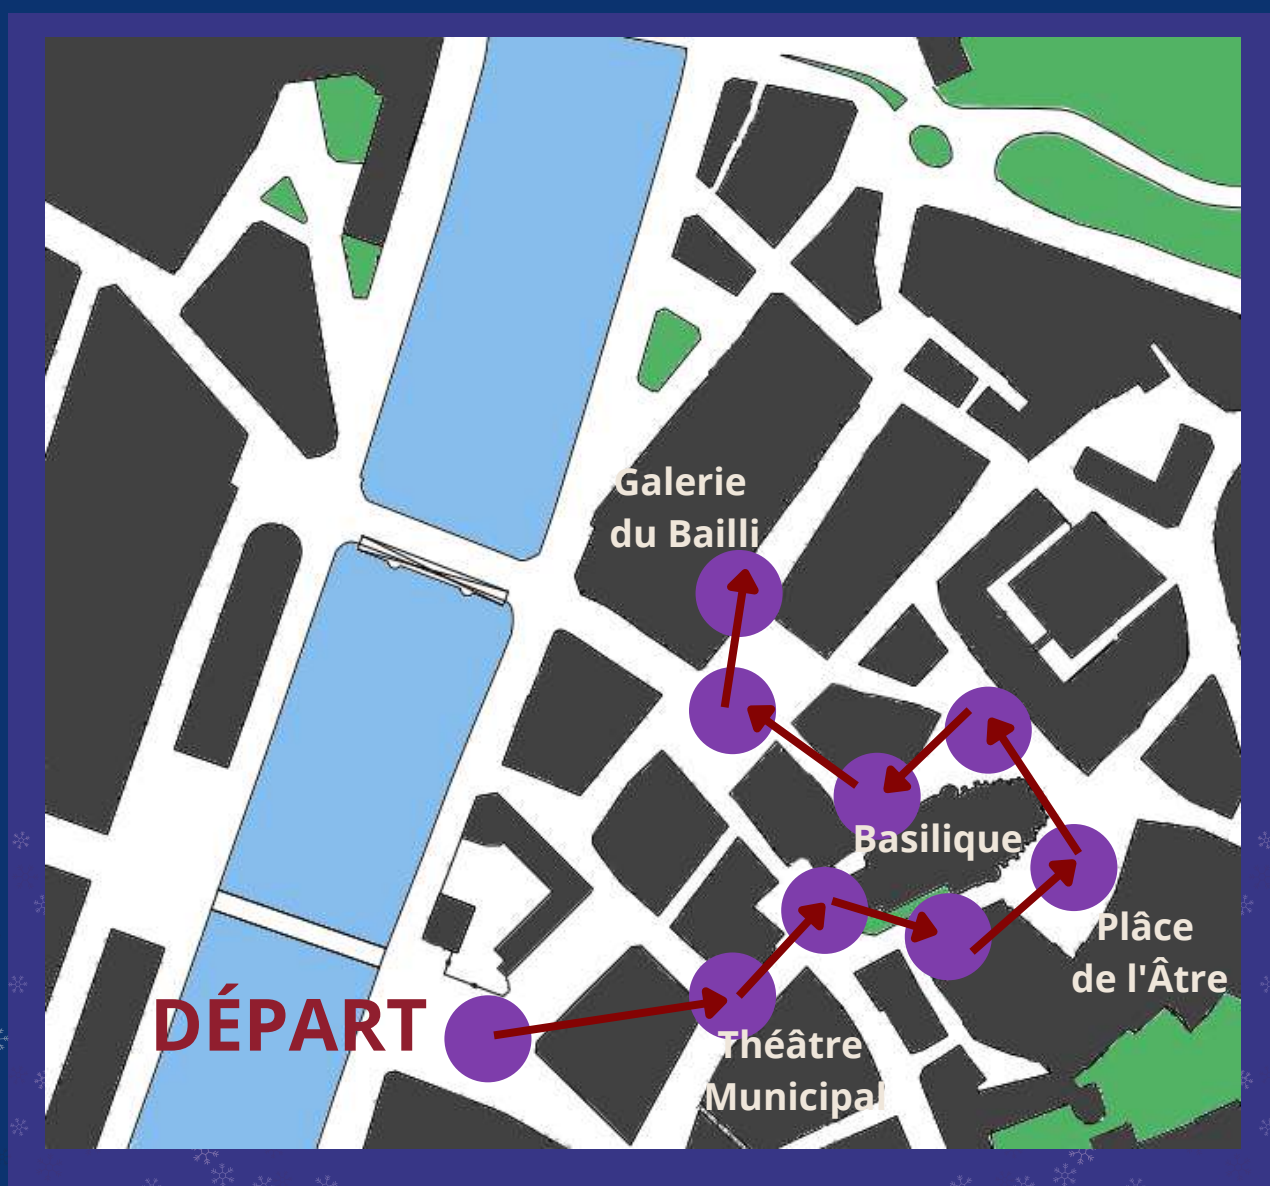 Galerie
du Bailli
Basilique
Plâce
de l'Âtre
DÉPART
Théâtre
Municipal